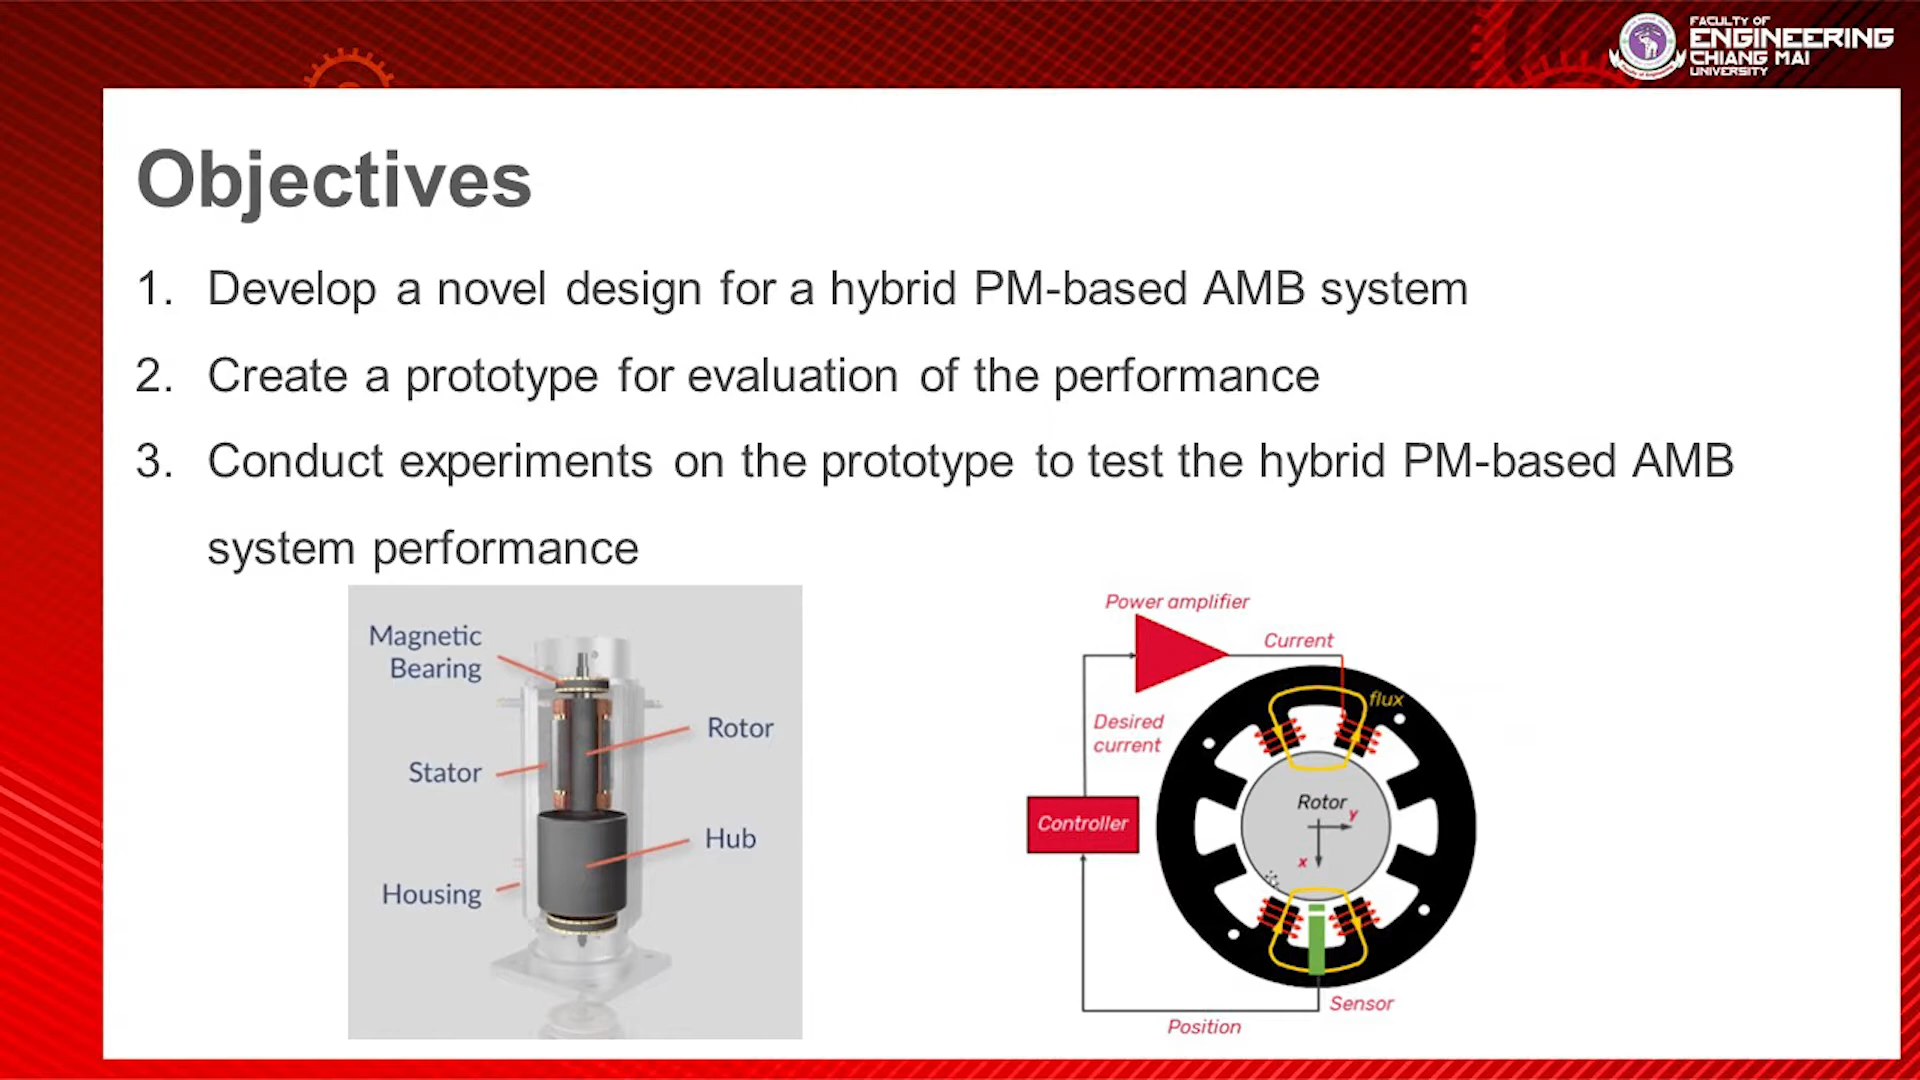 FACULTY OF
ENGINEERING
CHIANG MAI
UNIVERSITY
Objectives
1. Develop a novel design for a hybrid PM-based AMB system
2. Create a prototype for evaluation of the performance
3. Conduct experiments on the prototype to test the hybrid PM-based AMB
system performance
Magnetic
Bearing
Rotor
Stator
Hub
Housing
Power amplifier
Current
flux
Desired
current
Rotor
y
x
Controller
Sensor
Position